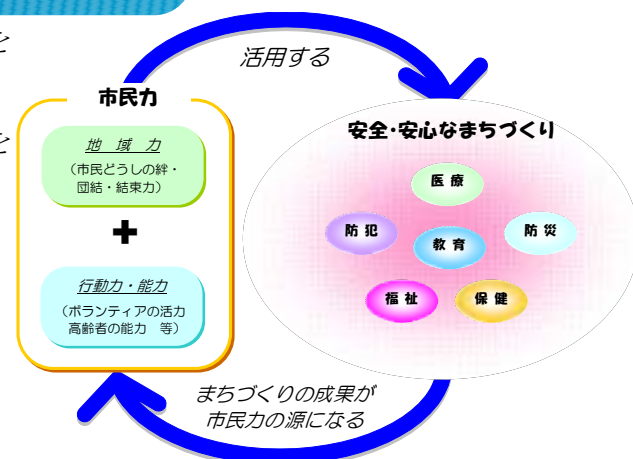 と
と
活用する
市民力
地 域 力
（市民どうしの絆・
団結・結束力）
＋
行動力・能力
（ボランティアの活力
高齢者の能力　等）
安全・安心なまちづくり
医 療
防 犯
教 育
防 災
福 祉
保 健
まちづくりの成果が
市民力の源になる